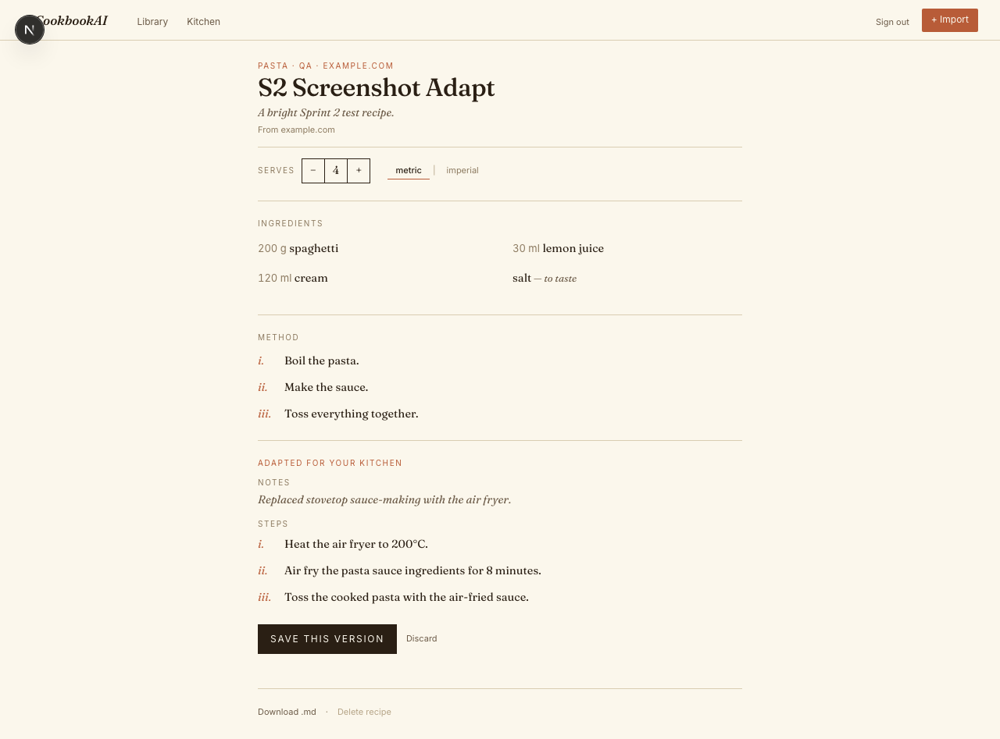 N CookbookAI Library Kitchen Sign out + Import
PASTA · QA · EXAMPLE.COM
S2 Screenshot Adapt
A bright Sprint 2 test recipe.
From example.com
SERVES − 4 + metric | imperial
INGREDIENTS
200 g spaghetti 30 ml lemon juice
120 ml cream salt — to taste
METHOD
i. Boil the pasta.
ii. Make the sauce.
iii. Toss everything together.
ADAPTED FOR YOUR KITCHEN
NOTES
Replaced stovetop sauce-making with the air fryer.
STEPS
i. Heat the air fryer to 200°C.
ii. Air fry the pasta sauce ingredients for 8 minutes.
iii. Toss the cooked pasta with the air-fried sauce.
SAVE THIS VERSION Discard
Download .md · Delete recipe